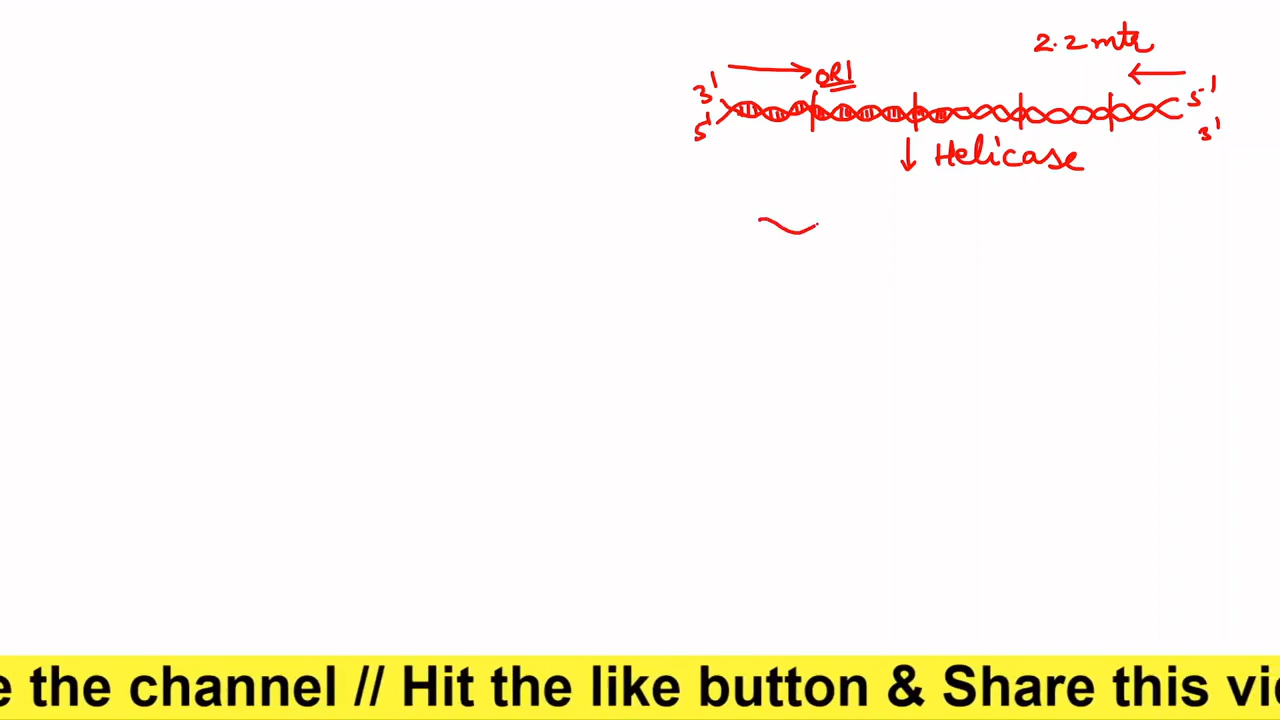 2.2 mtr
ORI
3' 5'
5' 3'
Helicase
e the channel // Hit the like button & Share this vi